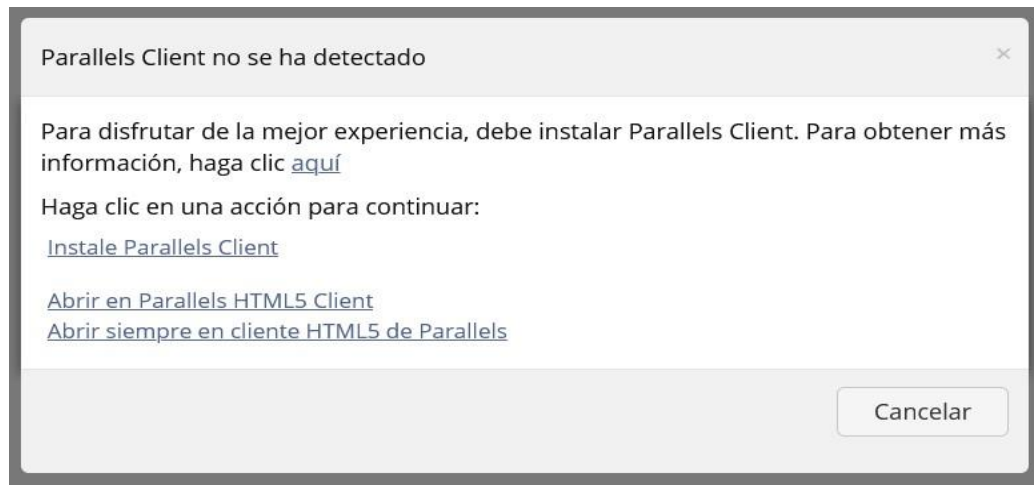 Parallels Client no se ha detectado
×
Para disfrutar de la mejor experiencia, debe instalar Parallels Client. Para obtener más
información, haga clic aquí
Haga clic en una acción para continuar:
Instale Parallels Client
Abrir en Parallels HTML5 Client
Abrir siempre en cliente HTML5 de Parallels
Cancelar